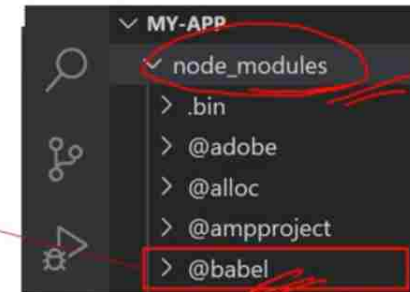 MY-APP
node_modules
.bin
@adobe
@alloc
@ampproject
@babel